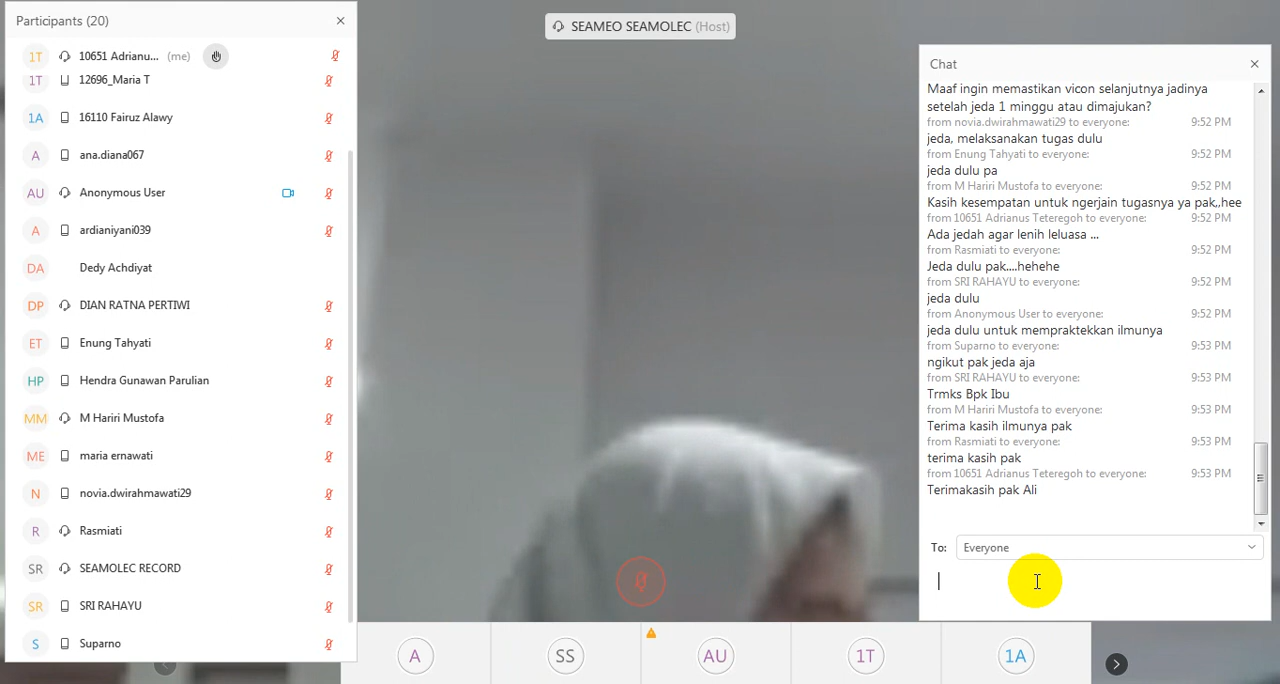 Participants (20)
1T 10651 Adrianu... (me)
1T 12696_Maria T
1A 16110 Fairuz Alawy
A ana.diana067
AU Anonymous User
A ardianiyani039
DA Dedy Achdiyat
DP DIAN RATNA PERTIWI
ET Enung Tahyati
HP Hendra Gunawan Parulian
MM M Hariri Mustofa
ME maria ernawati
N novia.dwirahmawati29
R Rasmiati
SR SEAMOLEC RECORD
SR SRI RAHAYU
S Suparno
SEAMEO SEAMOLEC (Host)
A
SS
AU
1T
1A
Chat
Maaf ingin memastikan vicon selanjutnya jadinya
setelah jeda 1 minggu atau dimajukan?
from novia.dwirahmawati29 to everyone: 9:52 PM
jeda, melaksanakan tugas dulu
from Enung Tahyati to everyone: 9:52 PM
jeda dulu pa
from M Hariri Mustofa to everyone: 9:52 PM
Kasih kesempatan untuk ngerjain tugasnya ya pak,,hee
from 10651 Adrianus Teteregoh to everyone: 9:52 PM
Ada jedah agar lenih leluasa ...
from Rasmiati to everyone: 9:52 PM
Jeda dulu pak....hehehe
from SRI RAHAYU to everyone: 9:52 PM
jeda dulu
from Anonymous User to everyone: 9:52 PM
jeda dulu untuk mempraktekkan ilmunya
from Suparno to everyone: 9:53 PM
ngikut pak jeda aja
from SRI RAHAYU to everyone: 9:53 PM
Trmks Bpk Ibu
from M Hariri Mustofa to everyone: 9:53 PM
Terima kasih ilmunya pak
from Rasmiati to everyone: 9:53 PM
terima kasih pak
from 10651 Adrianus Teteregoh to everyone: 9:53 PM
Terimakasih pak Ali
To: Everyone